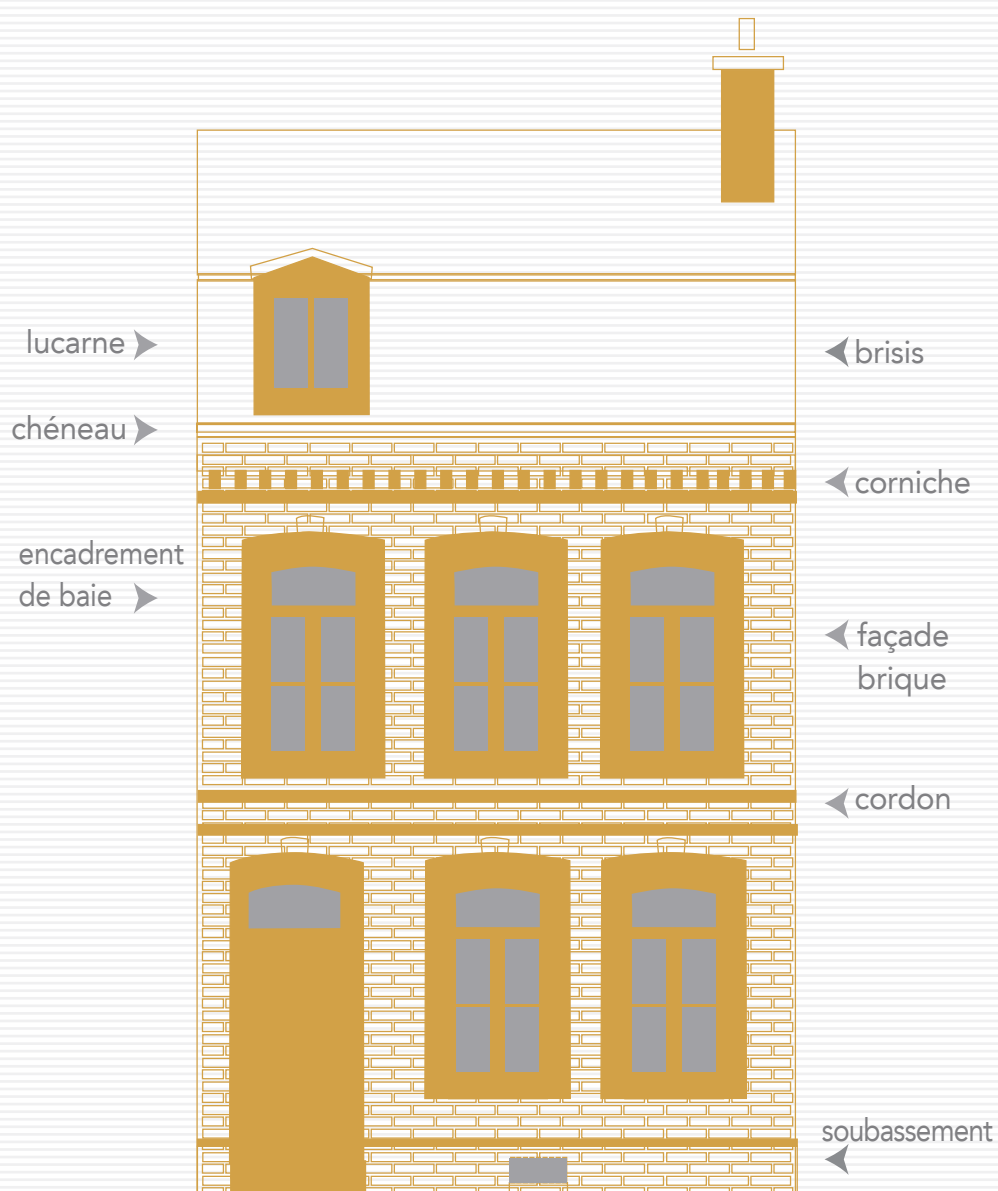 lucarne
brisis
chéneau
corniche
encadrement
de baie
façade
brique
cordon
soubassement